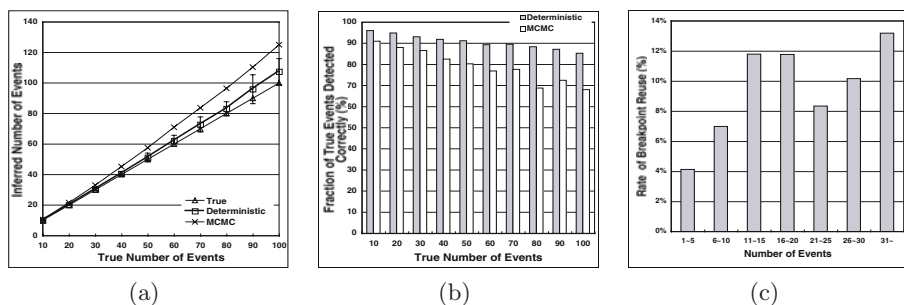 140
120
100
80
60
40
20
0
Inferred Number of Events
True
Deterministic
MCMC
10 20 30 40 50 60 70 80 90 100
True Number of Events
(a)
Deterministic
MCMC
100
90
80
70
60
50
40
30
20
10
0
Fraction of True Events Detected
Correctly (%)
10 20 30 40 50 60 70 80 90 100
True Number of Events
(b)
14%
12%
10%
8%
6%
4%
2%
0%
Rate of Breakpoint Reuse (%)
1~5 6~10 11~15 16~20 21~25 26~30 31~
Number of Events
(c)